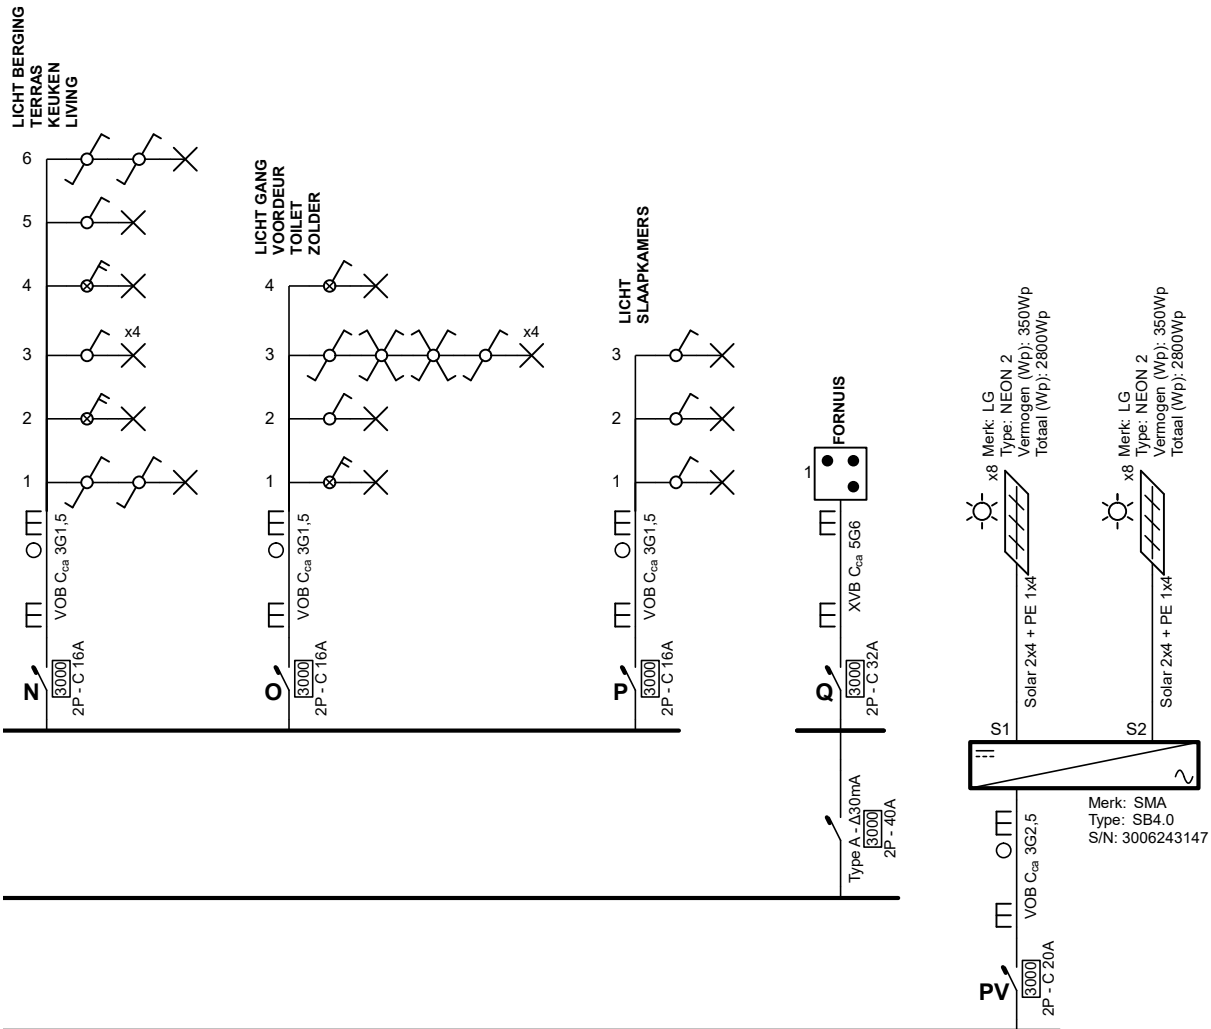 LICHT BERGING
TERRAS
KEUKEN
LIVING
6
5
4
3
x4
2
1
VOB Cca 3G1,5
3000
2P - C 16A
N
LICHT GANG
VOORDEUR
TOILET
ZOLDER
4
3
x4
2
1
VOB Cca 3G1,5
3000
2P - C 16A
O
LICHT
SLAAPKAMERS
3
2
1
VOB Cca 3G1,5
3000
2P - C 16A
P
FORNUIS
1
XVB Cca 5G6
3000
2P - C 32A
Q
Type A - Δ30mA
3000
2P - 40A
x8
Merk: LG
Type: NEON 2
Vermogen (Wp): 350Wp
Totaal (Wp): 2800Wp
Solar 2x4 + PE 1x4
S1
x8
Merk: LG
Type: NEON 2
Vermogen (Wp): 350Wp
Totaal (Wp): 2800Wp
Solar 2x4 + PE 1x4
S2
Merk: SMA
Type: SB4.0
S/N: 3006243147
VOB Cca 3G2,5
3000
2P - C 20A
PV